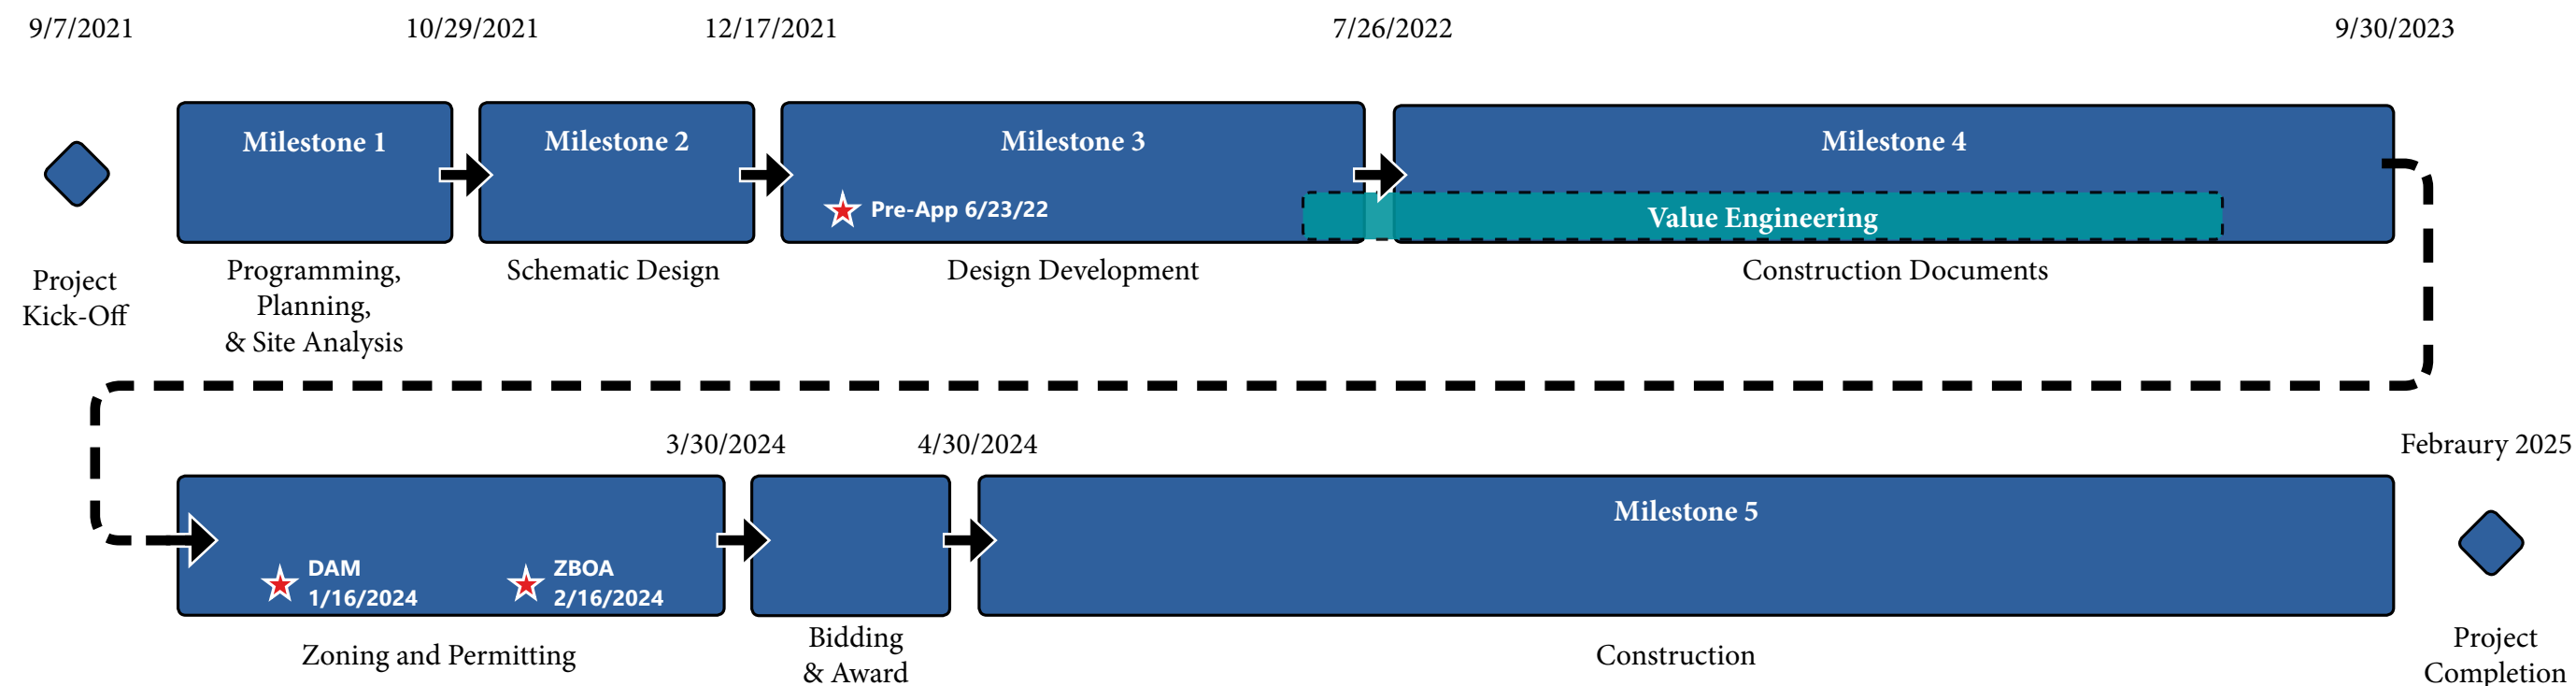 9/7/2021
10/29/2021
12/17/2021
7/26/2022
9/30/2023
Milestone 1
Milestone 2
Milestone 3
Milestone 4
Pre-App 6/23/22
Value Engineering
Project
Kick-Off
Programming,
Planning,
& Site Analysis
Schematic Design
Design Development
Construction Documents
3/30/2024
4/30/2024
Febraury 2025
Milestone 5
DAM
1/16/2024
ZBOA
2/16/2024
Zoning and Permitting
Bidding
& Award
Construction
Project
Completion